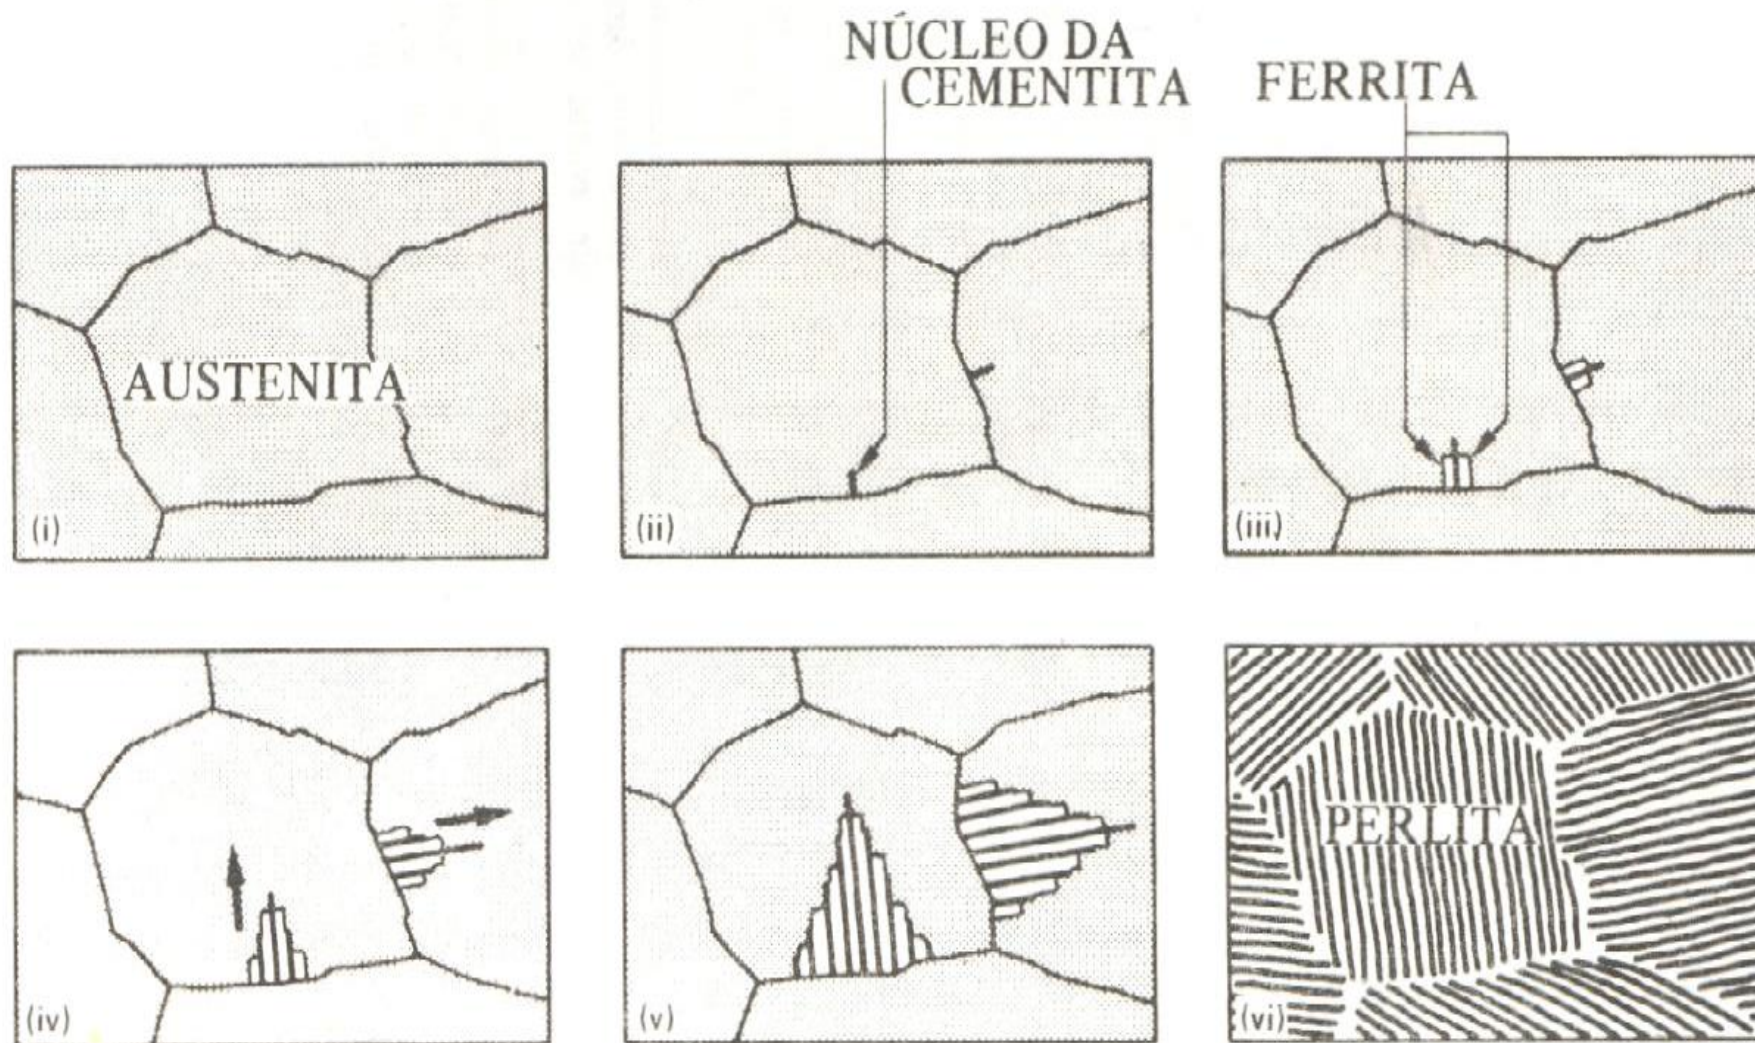 NÚCLEO DA
CEMENTITA
FERRITA
AUSTENITA
(i)
(ii)
(iii)
(iv)
(v)
PERLITA
(vi)